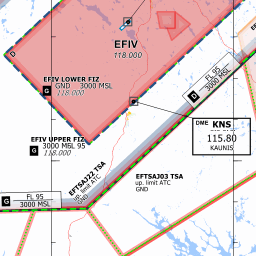 D
EFIV
118.000
EFIV LOWER FIZ
G
GND
3000 MSL
118.000
FL 95
3000 MSL
D
DME KNS
115.80
KAUNIS
EFIV UPPER FIZ
3000 MSL 95
G
118.000
EFTSAJ22 TSA
up. limit ATC
GND
EFTSAJ03 TSA
up. limit ATC
GND
FL 95
3000 MSL
G